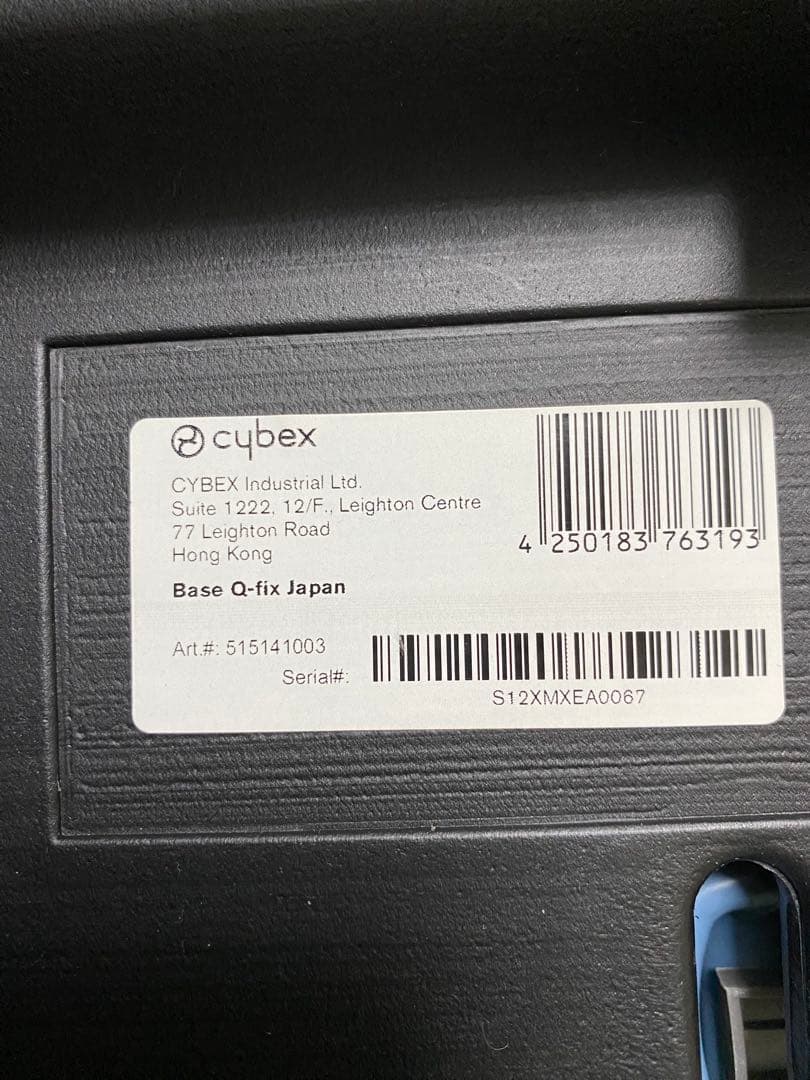 cybex
CYBEX Industrial Ltd.
Suite 1222, 12/F., Leighton Centre
77 Leighton Road
Hong Kong
4 250183 763193
Base Q-fix Japan
Art.#: 515141003
Serial#:
S12XMXEA0067